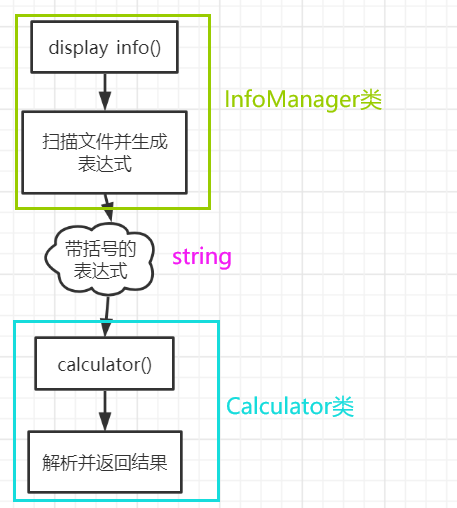 display info()
InfoManager类
扫描文件并生成
表达式
带括号的
表达式
string
calculator()
Calculator类
解析并返回结果